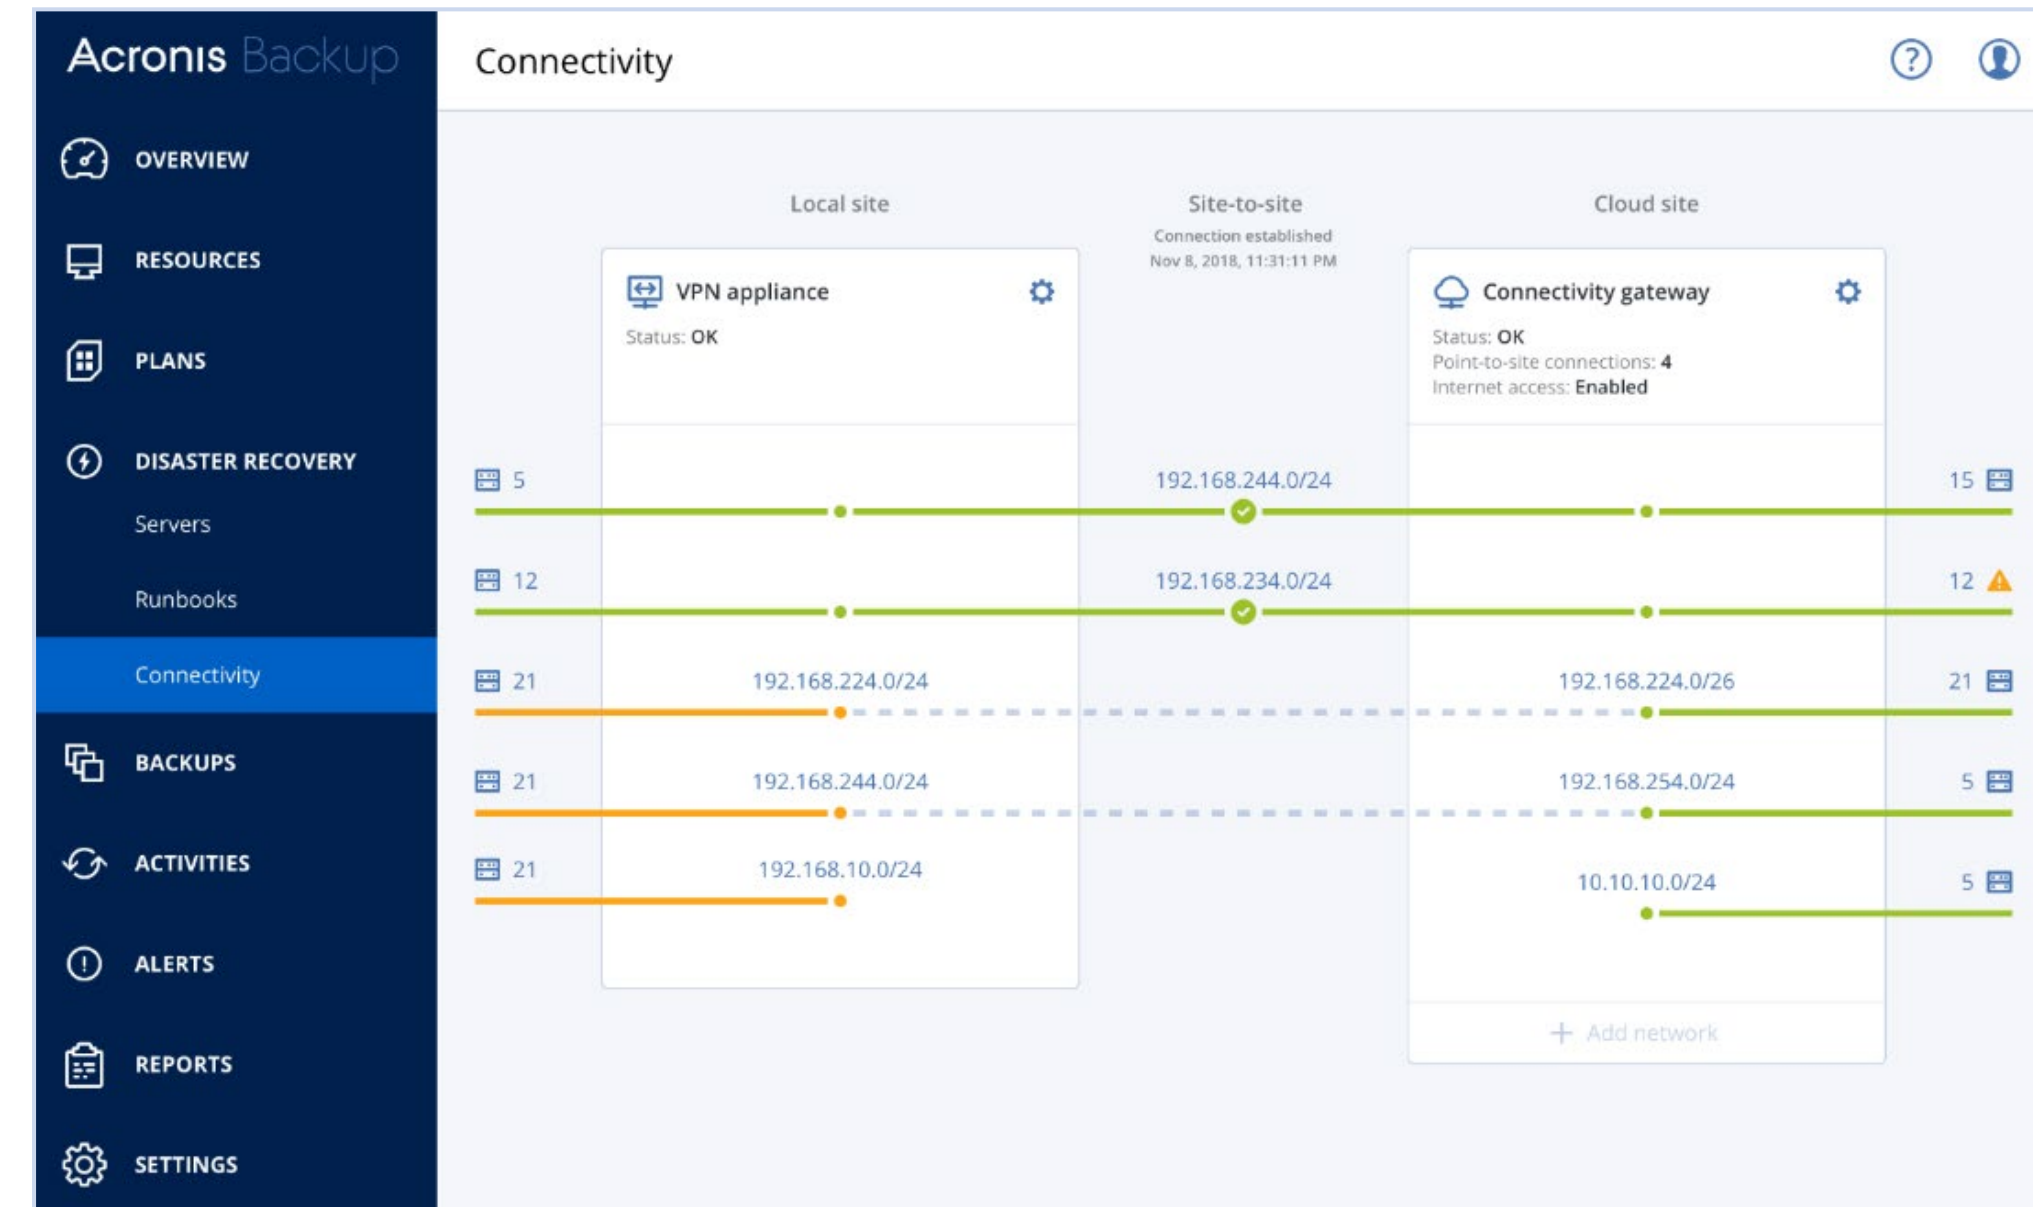 Acronis Backup
Connectivity
?
OVERVIEW
RESOURCES
PLANS
DISASTER RECOVERY
Servers
Runbooks
Connectivity
BACKUPS
ACTIVITIES
ALERTS
REPORTS
SETTINGS
Local site
Site-to-site
Cloud site
Connection established
Nov 8, 2018, 11:31:11 PM
VPN appliance
Status: OK
Connectivity gateway
Status: OK
Point-to-site connections: 4
Internet access: Enabled
5 192.168.244.0/24 15
12 192.168.234.0/24 12
21 192.168.224.0/24 192.168.224.0/26 21
21 192.168.244.0/24 192.168.254.0/24 5
21 192.168.10.0/24 10.10.10.0/24 5
+ Add network